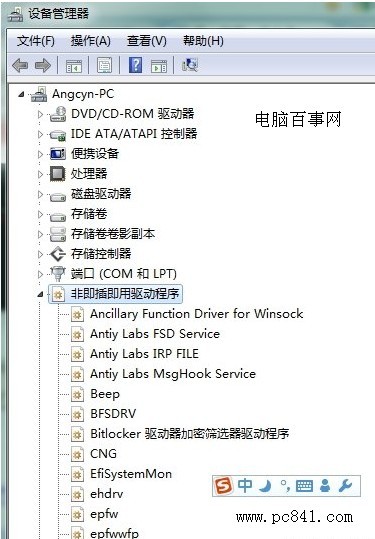 设备管理器
文件(F) 操作(A) 查看(V) 帮助(H)
Angcyn-PC
DVD/CD-ROM 驱动器
电脑百事网
IDE ATA/ATAPI 控制器
便携设备
处理器
磁盘驱动器
存储卷
存储卷卷影副本
存储控制器
端口 (COM 和 LPT)
非即插即用驱动程序
Ancillary Function Driver for Winsock
Antiy Labs FSD Service
Antiy Labs IRP FILE
Antiy Labs MsgHook Service
Beep
BFSDRV
Bitlocker 驱动器加密筛选器驱动程序
CNG
EfiSystemMon
中
ehdrv
epfw
www.pc841.com
epfwwfp